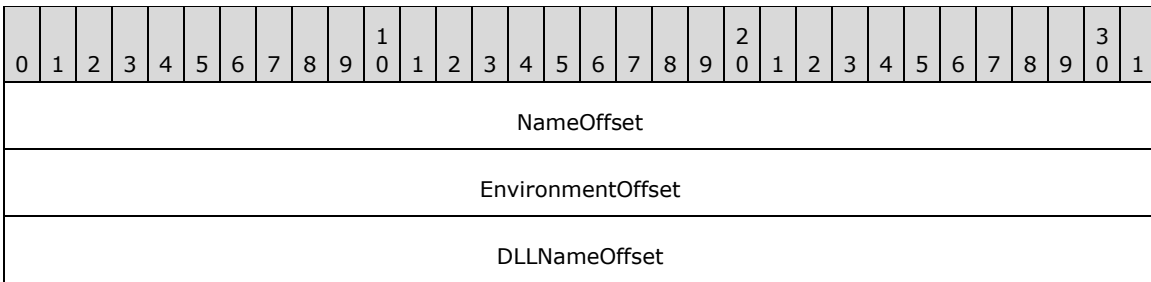 1 2 3
0 1 2 3 4 5 6 7 8 9 0 1 2 3 4 5 6 7 8 9 0 1 2 3 4 5 6 7 8 9 0 1
NameOffset
EnvironmentOffset
DLLNameOffset